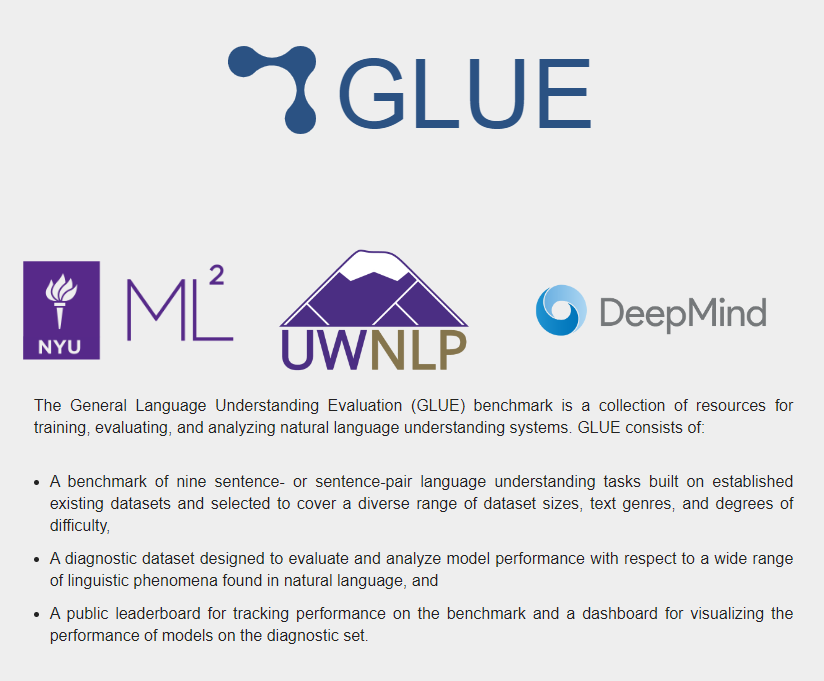 GLUE
NYU
ML²
UWNLP
DeepMind
The General Language Understanding Evaluation (GLUE) benchmark is a collection of resources for
training, evaluating, and analyzing natural language understanding systems. GLUE consists of:
• A benchmark of nine sentence- or sentence-pair language understanding tasks built on established
existing datasets and selected to cover a diverse range of dataset sizes, text genres, and degrees of
difficulty,
• A diagnostic dataset designed to evaluate and analyze model performance with respect to a wide range
of linguistic phenomena found in natural language, and
• A public leaderboard for tracking performance on the benchmark and a dashboard for visualizing the
performance of models on the diagnostic set.